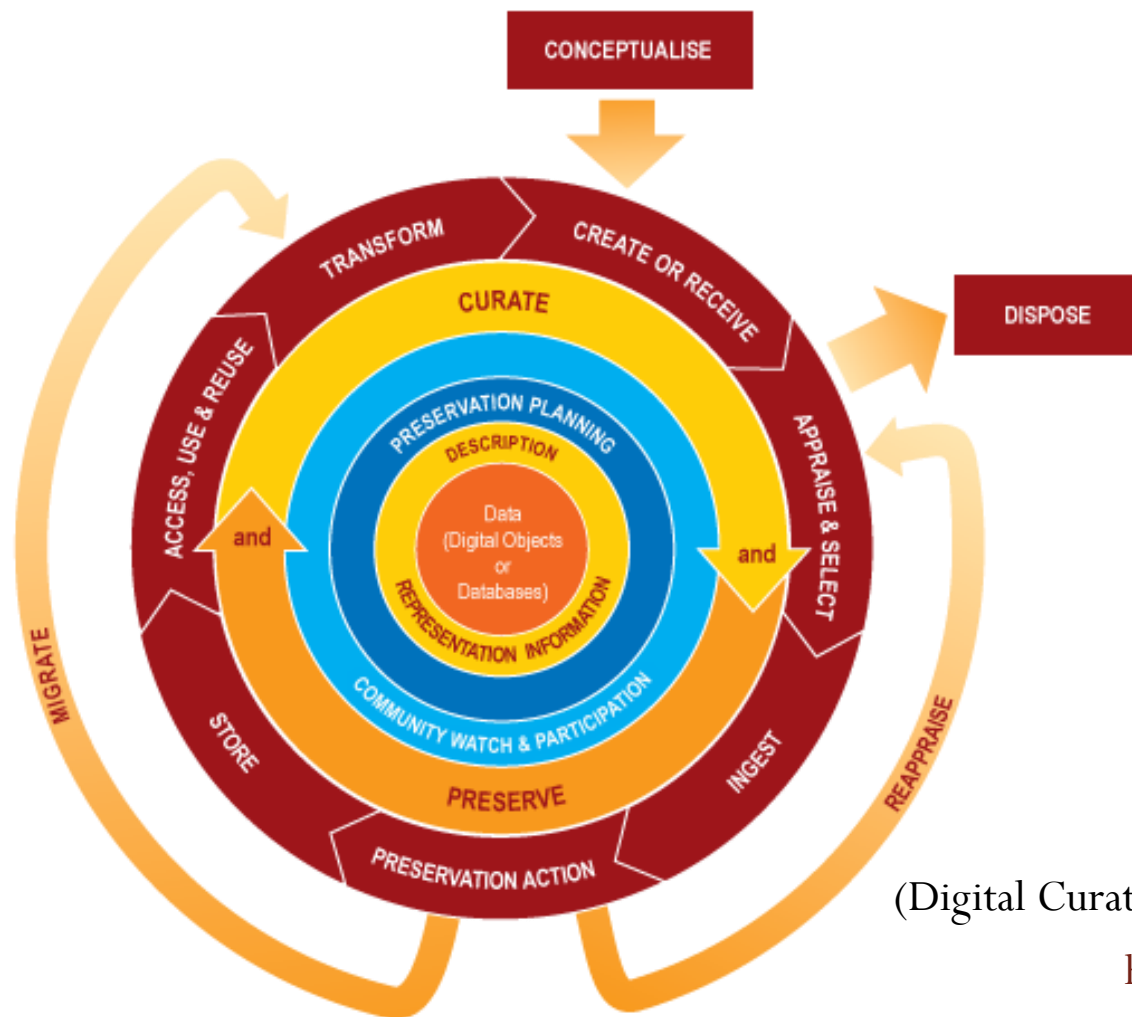 CONCEPTUALISE
TRANSFORM
CREATE OR RECEIVE
DISPOSE
CURATE
ACCESS, USE & REUSE
PRESERVATION PLANNING
APPRAISE & SELECT
DESCRIPTION
Data
(Digital Objects
or
Databases)
and
and
REPRESENTATION INFORMATION
COMMUNITY WATCH & PARTICIPATION
MIGRATE
STORE
INGEST
REAPPRAISE
PRESERVE
PRESERVATION ACTION
(Digital Curat